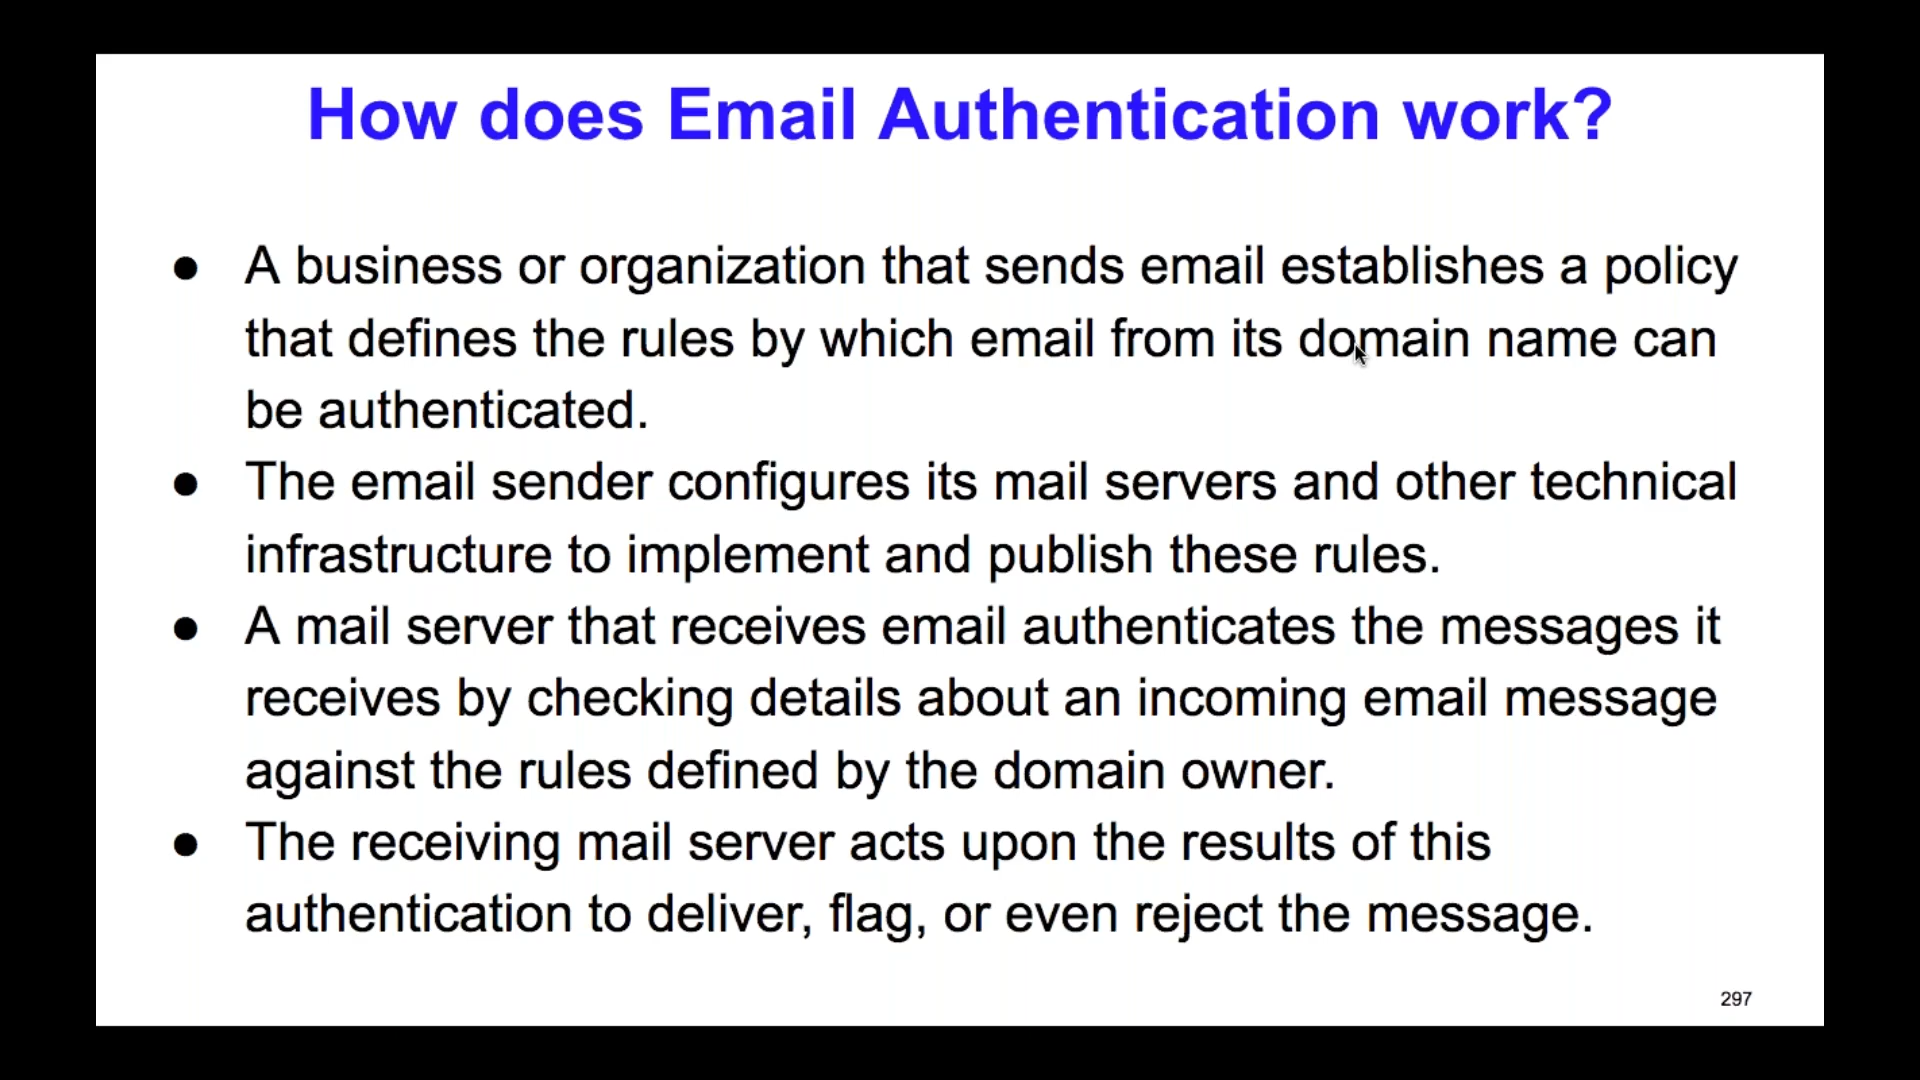 How does Email Authentication work?
● A business or organization that sends email establishes a policy
that defines the rules by which email from its domain name can
be authenticated.
● The email sender configures its mail servers and other technical
infrastructure to implement and publish these rules.
● A mail server that receives email authenticates the messages it
receives by checking details about an incoming email message
against the rules defined by the domain owner.
● The receiving mail server acts upon the results of this
authentication to deliver, flag, or even reject the message.
297